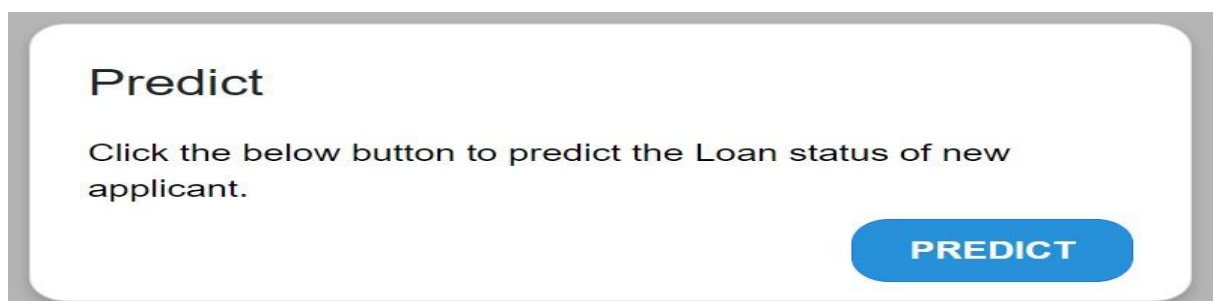 Predict
Click the below button to predict the Loan status of new
applicant.
PREDICT